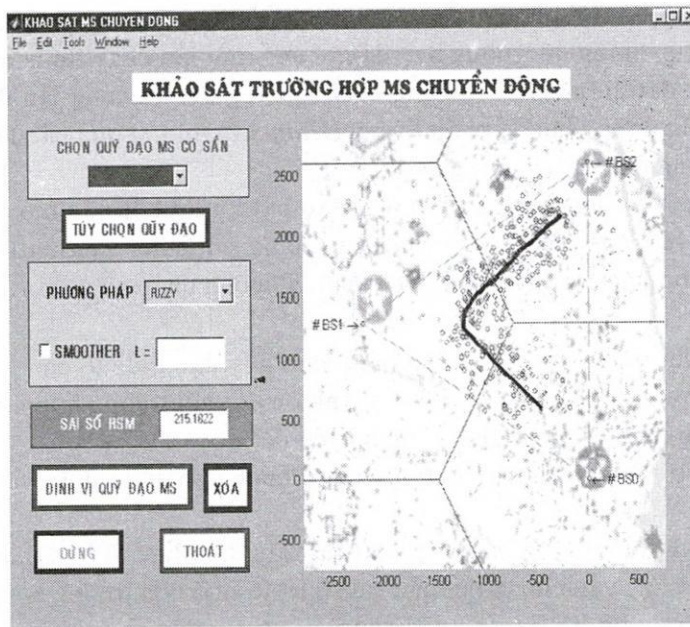 KHAO SAT MS CHUYEN DONG
File Edit Tools Window Help
KHẢO SÁT TRƯỜNG HỢP MS CHUYỂN ĐỘNG
CHỌN QUỸ ĐẠO MS CÓ SẴN
TÙY CHỌN QŨY ĐẠO
PHƯƠNG PHÁP
SMOOTHER L =
SAI SỐ RSM 215.1622
ĐỊNH VỊ QUỸ ĐẠO MS XÓA
DỪNG THOÁT
2500
2000
1500
1000
500
0
-500
-2500 -2000 -1500 -1000 -500 0 500
# BS2
# BS1
# BS0